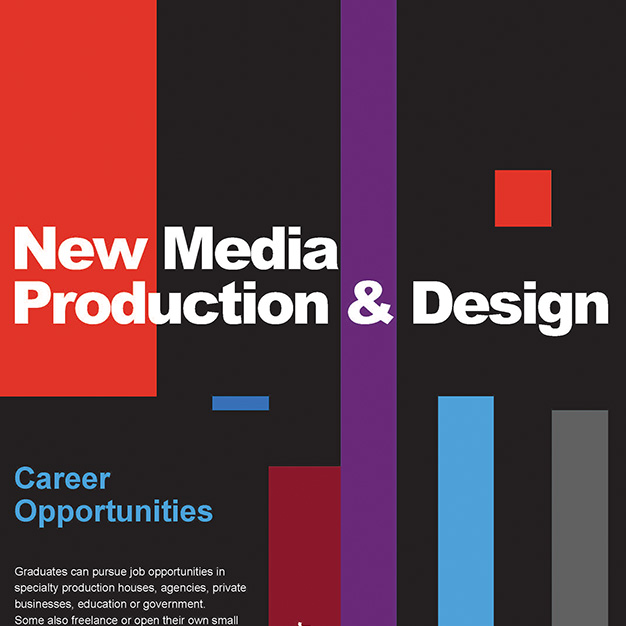 New Media
Production & Design
Career
Opportunities
Graduates can pursue job opportunities in
specialty production houses, agencies, private
businesses, education or government.
Some also freelance or open their own small